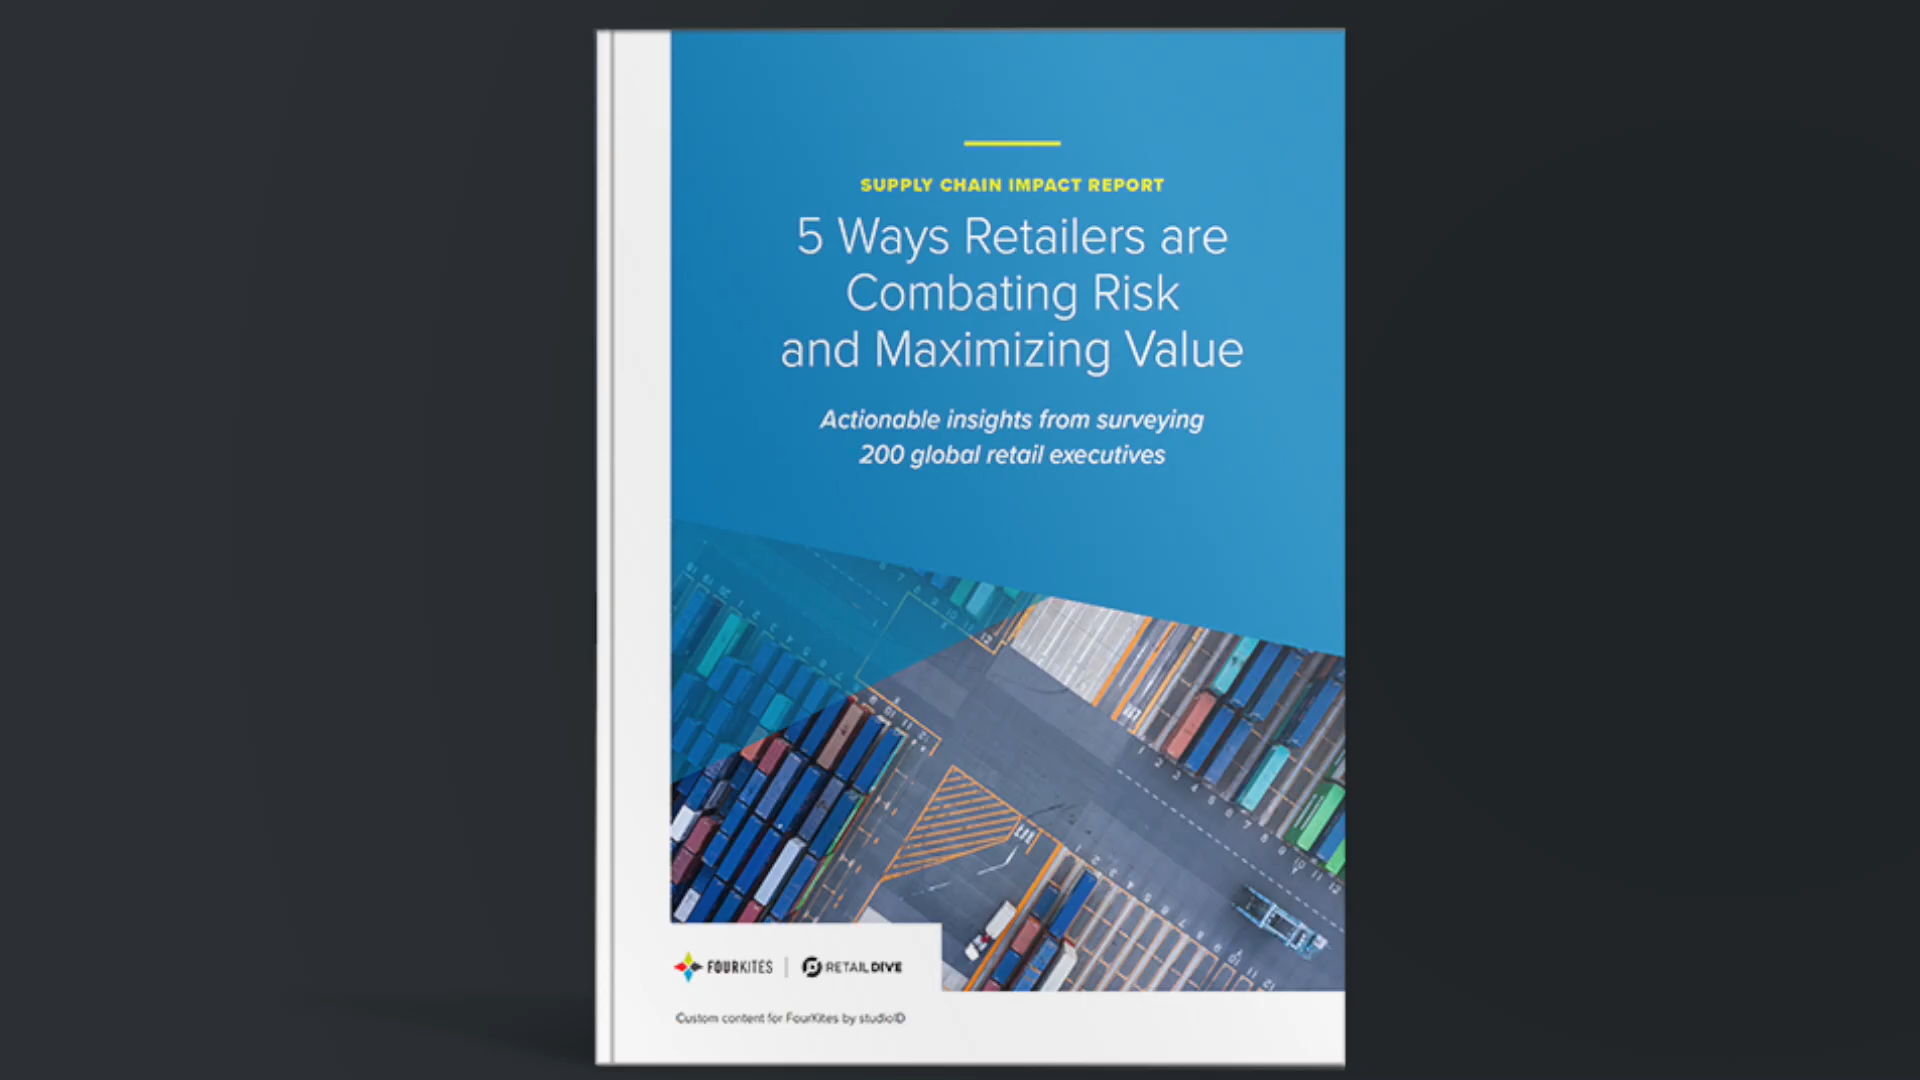 SUPPLY CHAIN IMPACT REPORT
5 Ways Retailers are
Combating Risk
and Maximizing Value
Actionable insights from surveying
200 global retail executives
FOURKITES | RETAIL DIVE
Custom content for FourKites by studioID